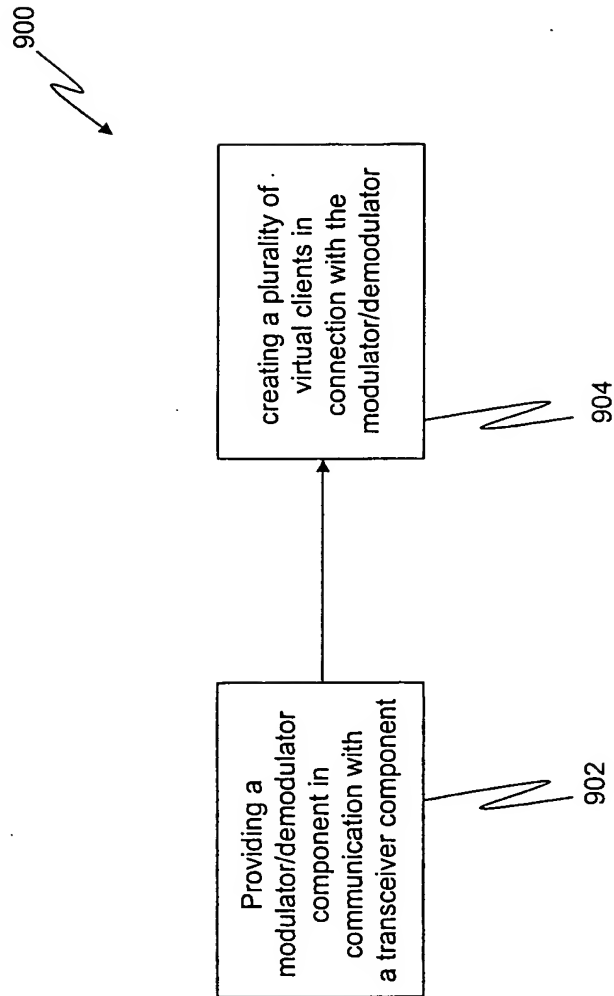 900
Providing a
modulator/demodulator
component in
communication with
a transceiver component
902
creating a plurality of
virtual clients in
connection with the
modulator/demodulator
904